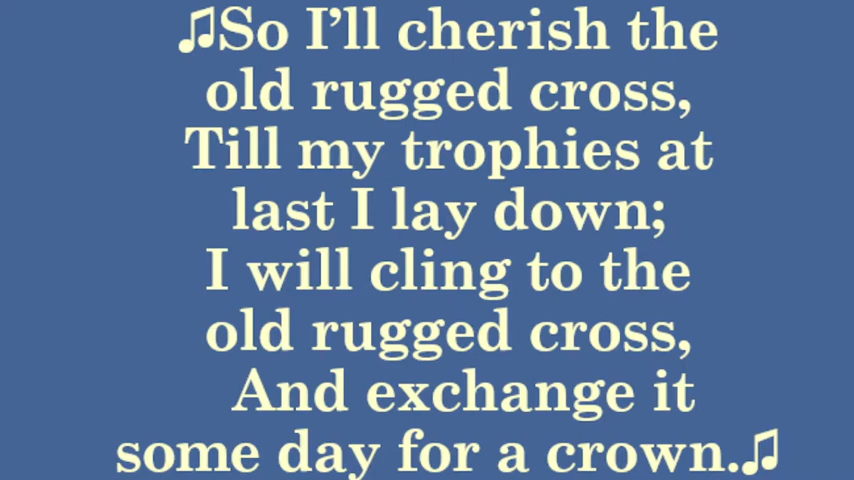 ♫So I’ll cherish the
old rugged cross,
Till my trophies at
last I lay down;
I will cling to the
old rugged cross,
And exchange it
some day for a crown.♫